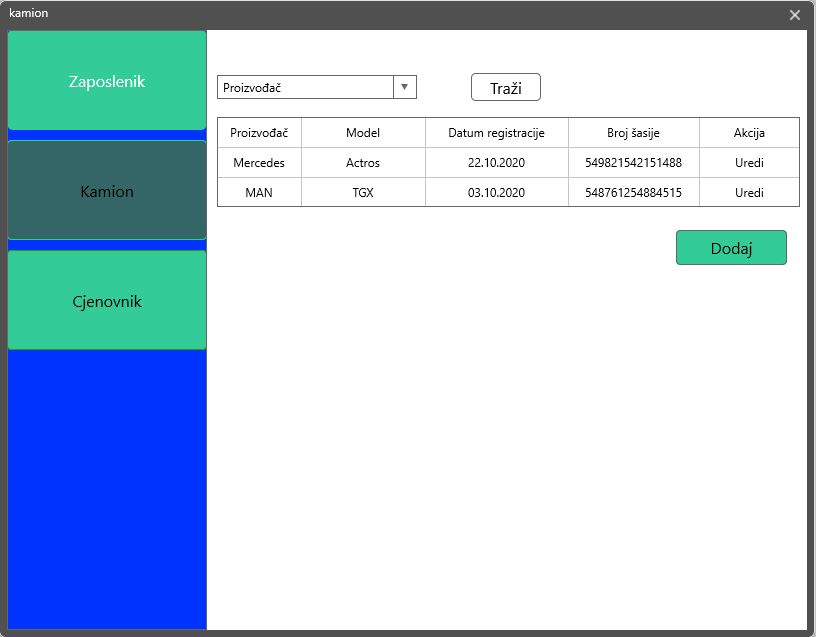 kamion
Zaposlenik
Kamion
Cjenovnik
Proizvođač
Traži
Proizvođač Model Datum registracije Broj šasije Akcija
Mercedes Actros 22.10.2020 549821542151488 Uredi
MAN TGX 03.10.2020 548761254884515 Uredi
Dodaj